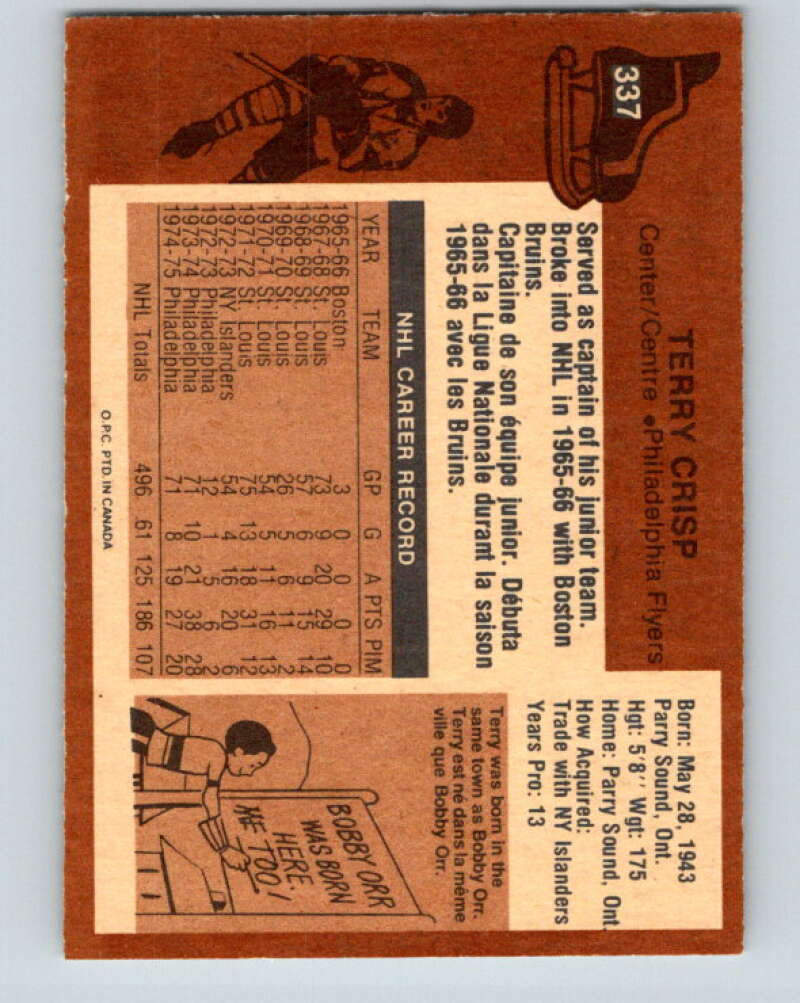 337
TERRY CRISP
Center/Centre • Philadelphia Flyers
Served as captain of his junior team.
Broke into NHL in 1965-66 with Boston
Bruins.
Capitaine de son équipe junior. Débuta
dans la Ligue Nationale durant la saison
1965-66 avec les Bruins.
Born: May 28, 1943
Parry Sound, Ont.
Hgt: 5'8'' Wgt: 175
Home: Parry Sound, Ont.
How Acquired:
Trade with NY Islanders
Years Pro: 13
NHL CAREER RECORD
YEAR TEAM GP G A PTS PIM
1965-66 Boston 3 0 0 0 0
1967-68 St. Louis 73 9 20 29 10
1968-69 St. Louis 57 6 9 15 14
1969-70 St. Louis 26 5 6 11 2
1970-71 St. Louis 54 5 11 16 13
1971-72 St. Louis 75 13 18 31 12
1972-73 NY Islanders 54 4 16 20 6
1972-73 Philadelphia 12 1 5 6 2
1973-74 Philadelphia 71 10 21 38 28
1974-75 Philadelphia 71 8 19 27 20
NHL Totals 496 61 125 186 107
Terry was born in the
same town as Bobby Orr.
Terry est né dans la même
ville que Bobby Orr.
BOBBY ORR
WAS BORN
HERE.
ME TOO!
O.P.C. PTD. IN CANADA